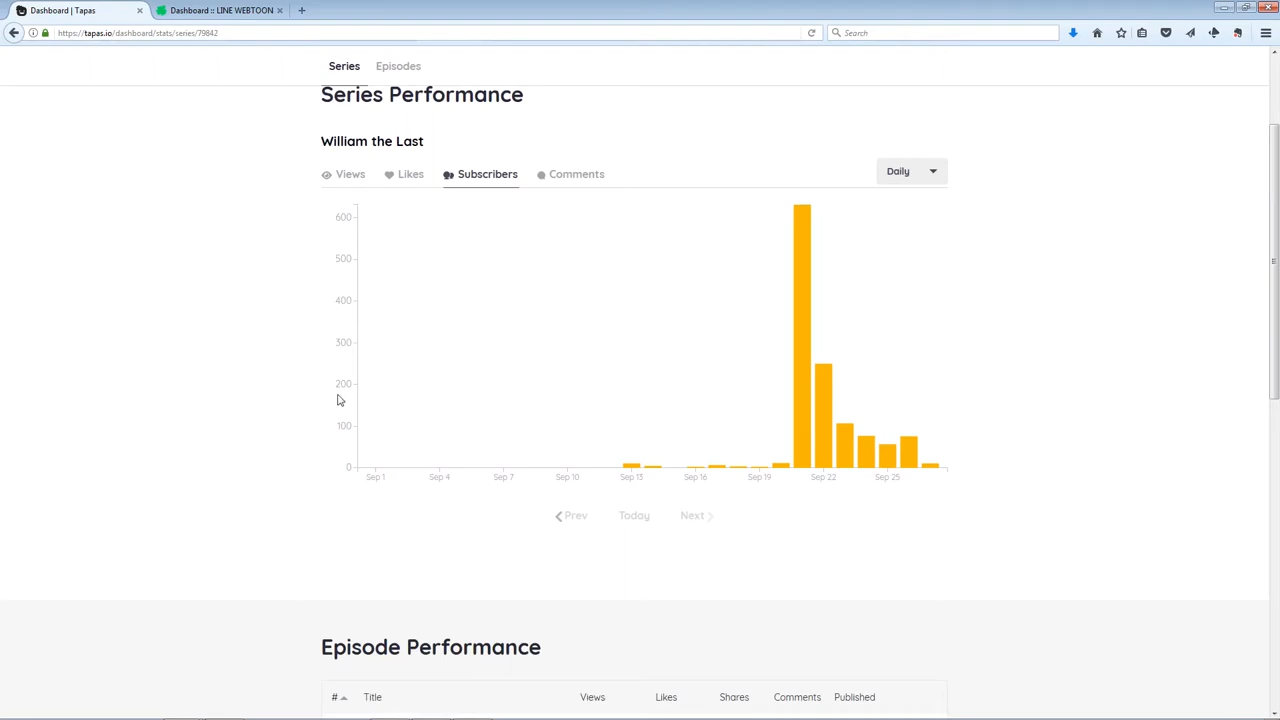 Dashboard | Tapas
Dashboard :: LINE WEBTOON
https://tapas.io/dashboard/stats/series/79842
Search
Series Episodes
Series Performance
William the Last
Views Likes Subscribers Comments Daily
600
500
400
300
200
100
0
Sep 1 Sep 4 Sep 7 Sep 10 Sep 13 Sep 16 Sep 19 Sep 22 Sep 25
Prev Today Next
Episode Performance
# Title Views Likes Shares Comments Published